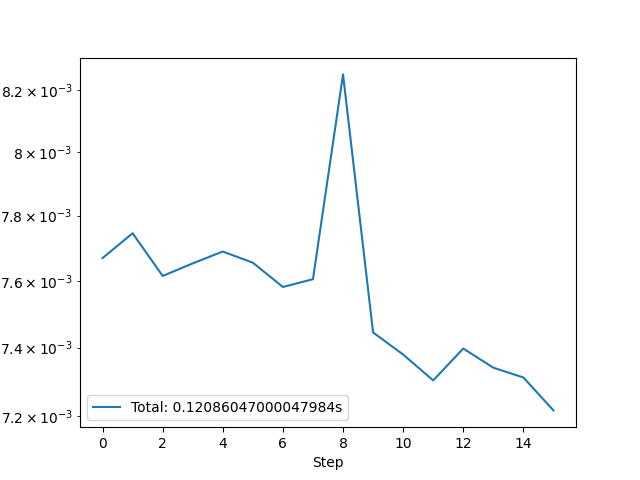 8.2 × 10⁻³
8 × 10⁻³
7.8 × 10⁻³
7.6 × 10⁻³
7.4 × 10⁻³
7.2 × 10⁻³
Total: 0.1208604700047984s
0 2 4 6 8 10 12 14
Step